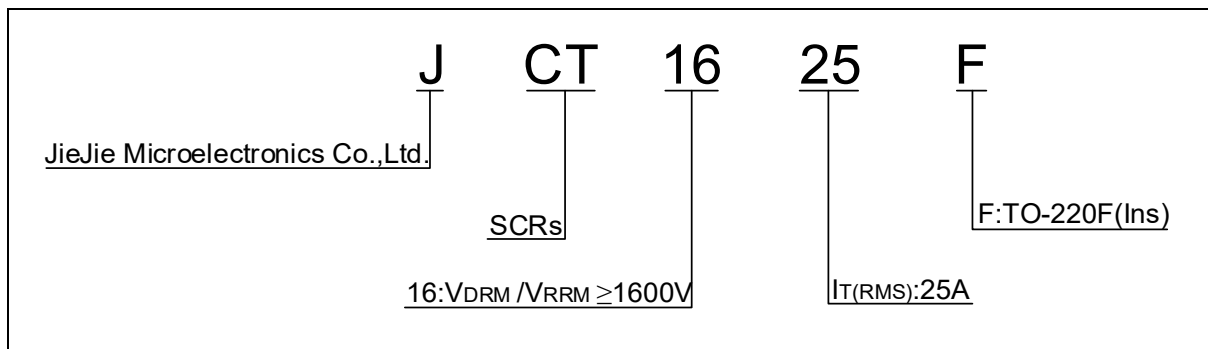 J CT 16 25 F
JieJie Microelectronics Co.,Ltd.
SCRs
F:TO-220F(Ins)
16:VDRM /VRRM ≥1600V
IT(RMS):25A